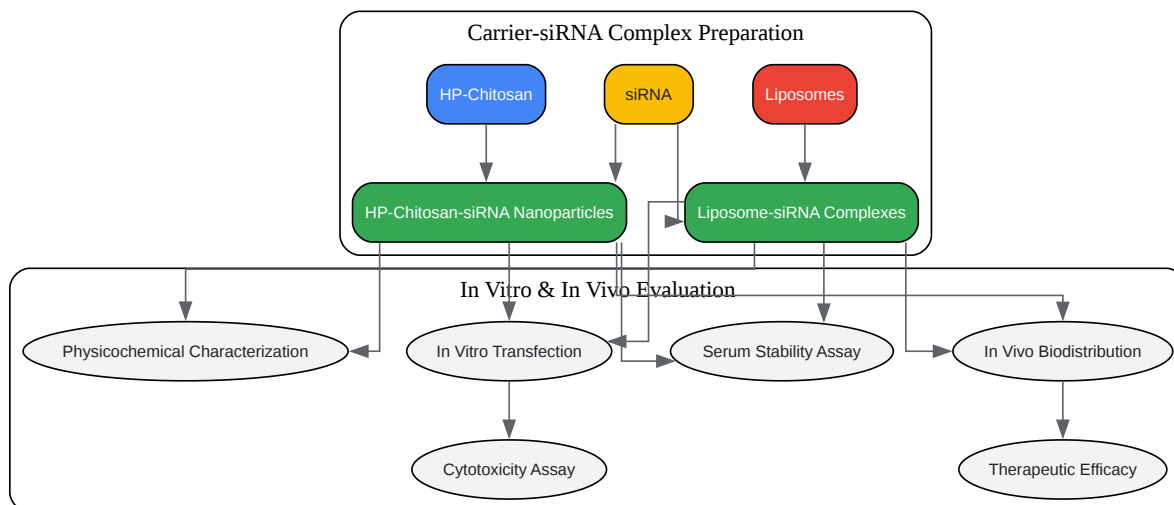 Carrier-siRNA Complex Preparation
HP-Chitosan
siRNA
Liposomes
HP-Chitosan-siRNA Nanoparticles
Liposome-siRNA Complexes
In Vitro & In Vivo Evaluation
Physicochemical Characterization
In Vitro Transfection
Serum Stability Assay
In Vivo Biodistribution
Cytotoxicity Assay
Therapeutic Efficacy